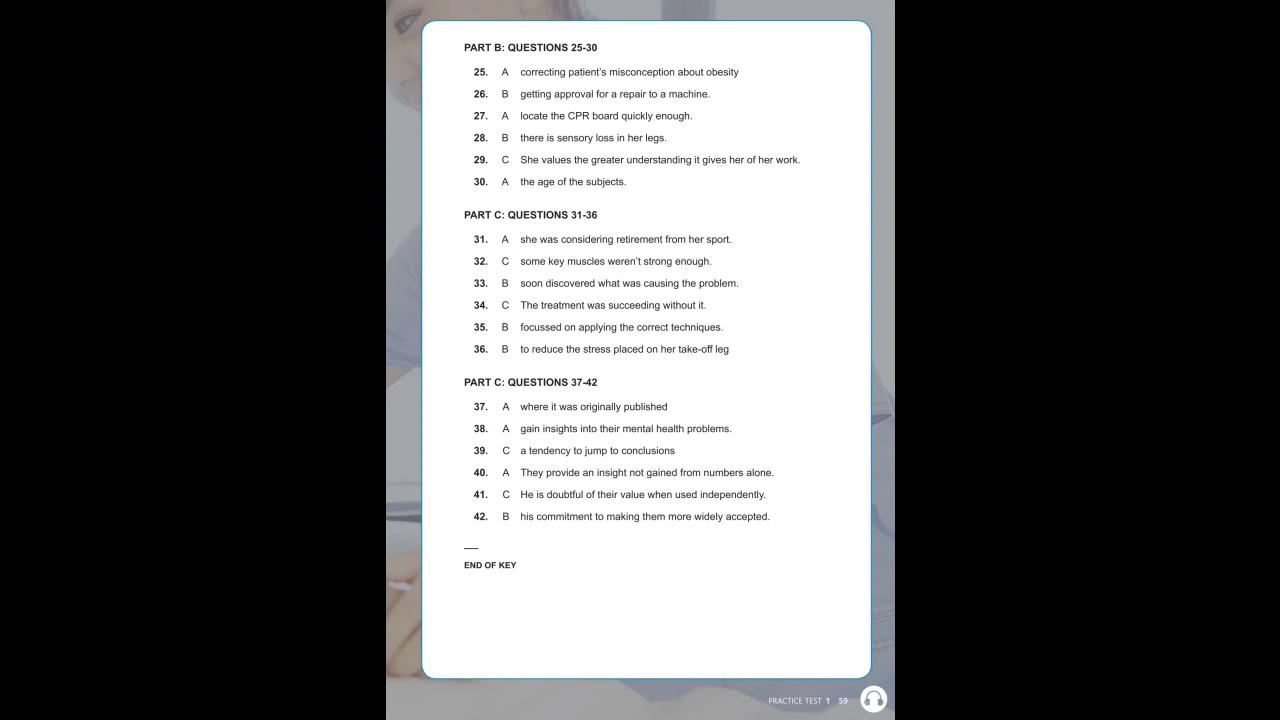 PART B: QUESTIONS 25-30
25. A correcting patient's misconception about obesity
26. B getting approval for a repair to a machine.
27. A locate the CPR board quickly enough.
28. B there is sensory loss in her legs.
29. C She values the greater understanding it gives her of her work.
30. A the age of the subjects.
PART C: QUESTIONS 31-36
31. A she was considering retirement from her sport.
32. C some key muscles weren't strong enough.
33. B soon discovered what was causing the problem.
34. C The treatment was succeeding without it.
35. B focussed on applying the correct techniques.
36. B to reduce the stress placed on her take-off leg
PART C: QUESTIONS 37-42
37. A where it was originally published
38. A gain insights into their mental health problems.
39. C a tendency to jump to conclusions
40. A They provide an insight not gained from numbers alone.
41. C He is doubtful of their value when used independently.
42. B his commitment to making them more widely accepted.
END OF KEY
PRACTICE TEST 1 59